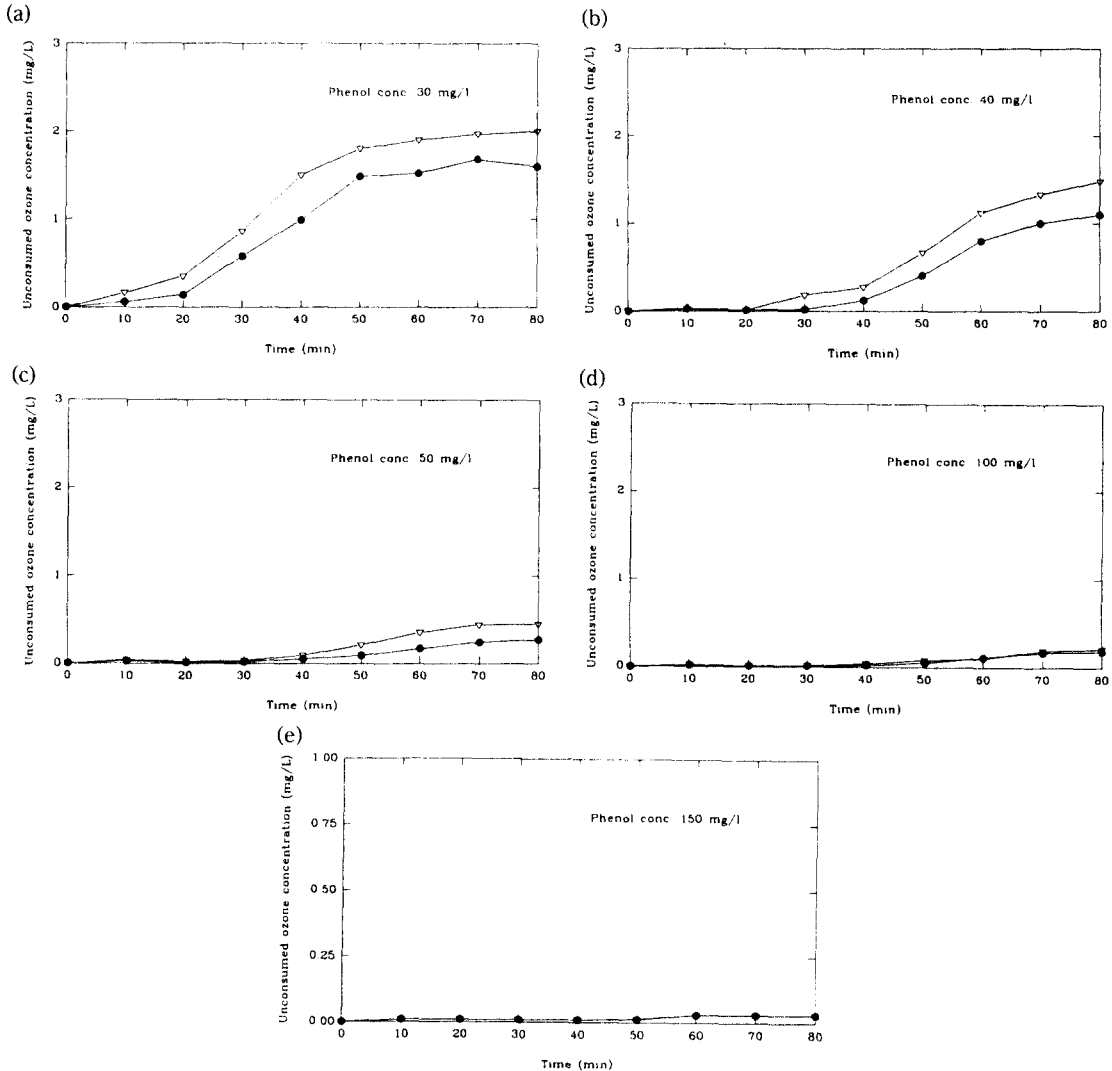 (a)
Unconsumed ozone concentration (mg/L)
3
2
1
0
Phenol conc. 30 mg/l
0 10 20 30 40 50 60 70 80
Time (min)
(b)
Unconsumed ozone concentration (mg/L)
3
2
1
0
Phenol conc. 40 mg/l
0 10 20 30 40 50 60 70 80
Time (min)
(c)
Unconsumed ozone concentration (mg/L)
3
2
1
0
Phenol conc. 50 mg/l
0 10 20 30 40 50 60 70 80
Time (min)
(d)
Unconsumed ozone concentration (mg/L)
3
2
1
0
Phenol conc 100 mg/l
0 10 20 30 40 50 60 70 80
Time (min)
(e)
Unconsumed ozone concentration (mg/L)
1 00
0 75
0 50
0 25
0 00
Phenol conc 150 mg/l
0 10 20 30 40 50 60 70 80
Time (min)